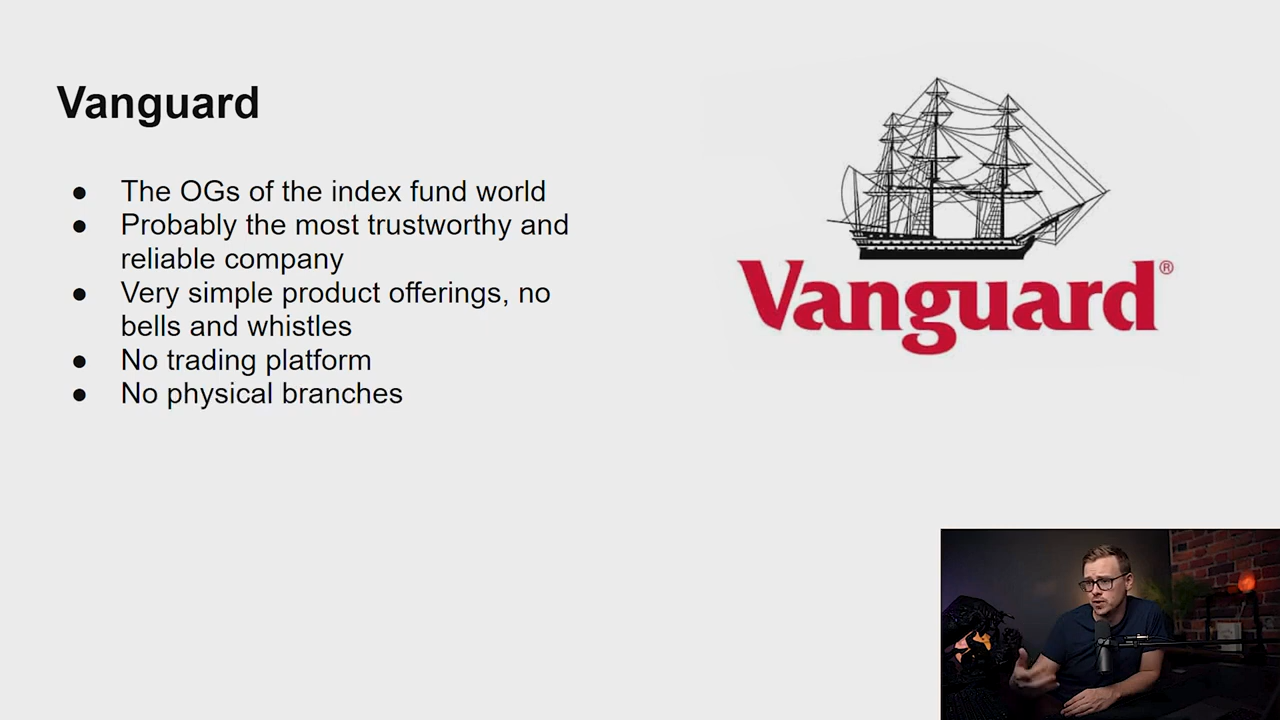 Vanguard
● The OGs of the index fund world
● Probably the most trustworthy and
reliable company
● Very simple product offerings, no
bells and whistles
● No trading platform
● No physical branches
Vanguard®